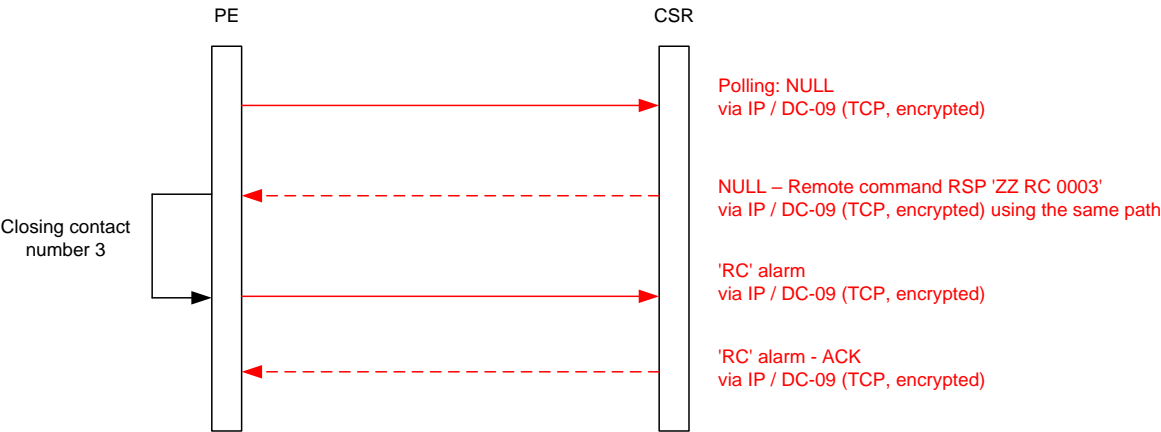 PE
CSR
Polling: NULL
via IP / DC-09 (TCP, encrypted)
NULL – Remote command RSP 'ZZ RC 0003'
via IP / DC-09 (TCP, encrypted) using the same path
Closing contact
number 3
'RC' alarm
via IP / DC-09 (TCP, encrypted)
'RC' alarm - ACK
via IP / DC-09 (TCP, encrypted)